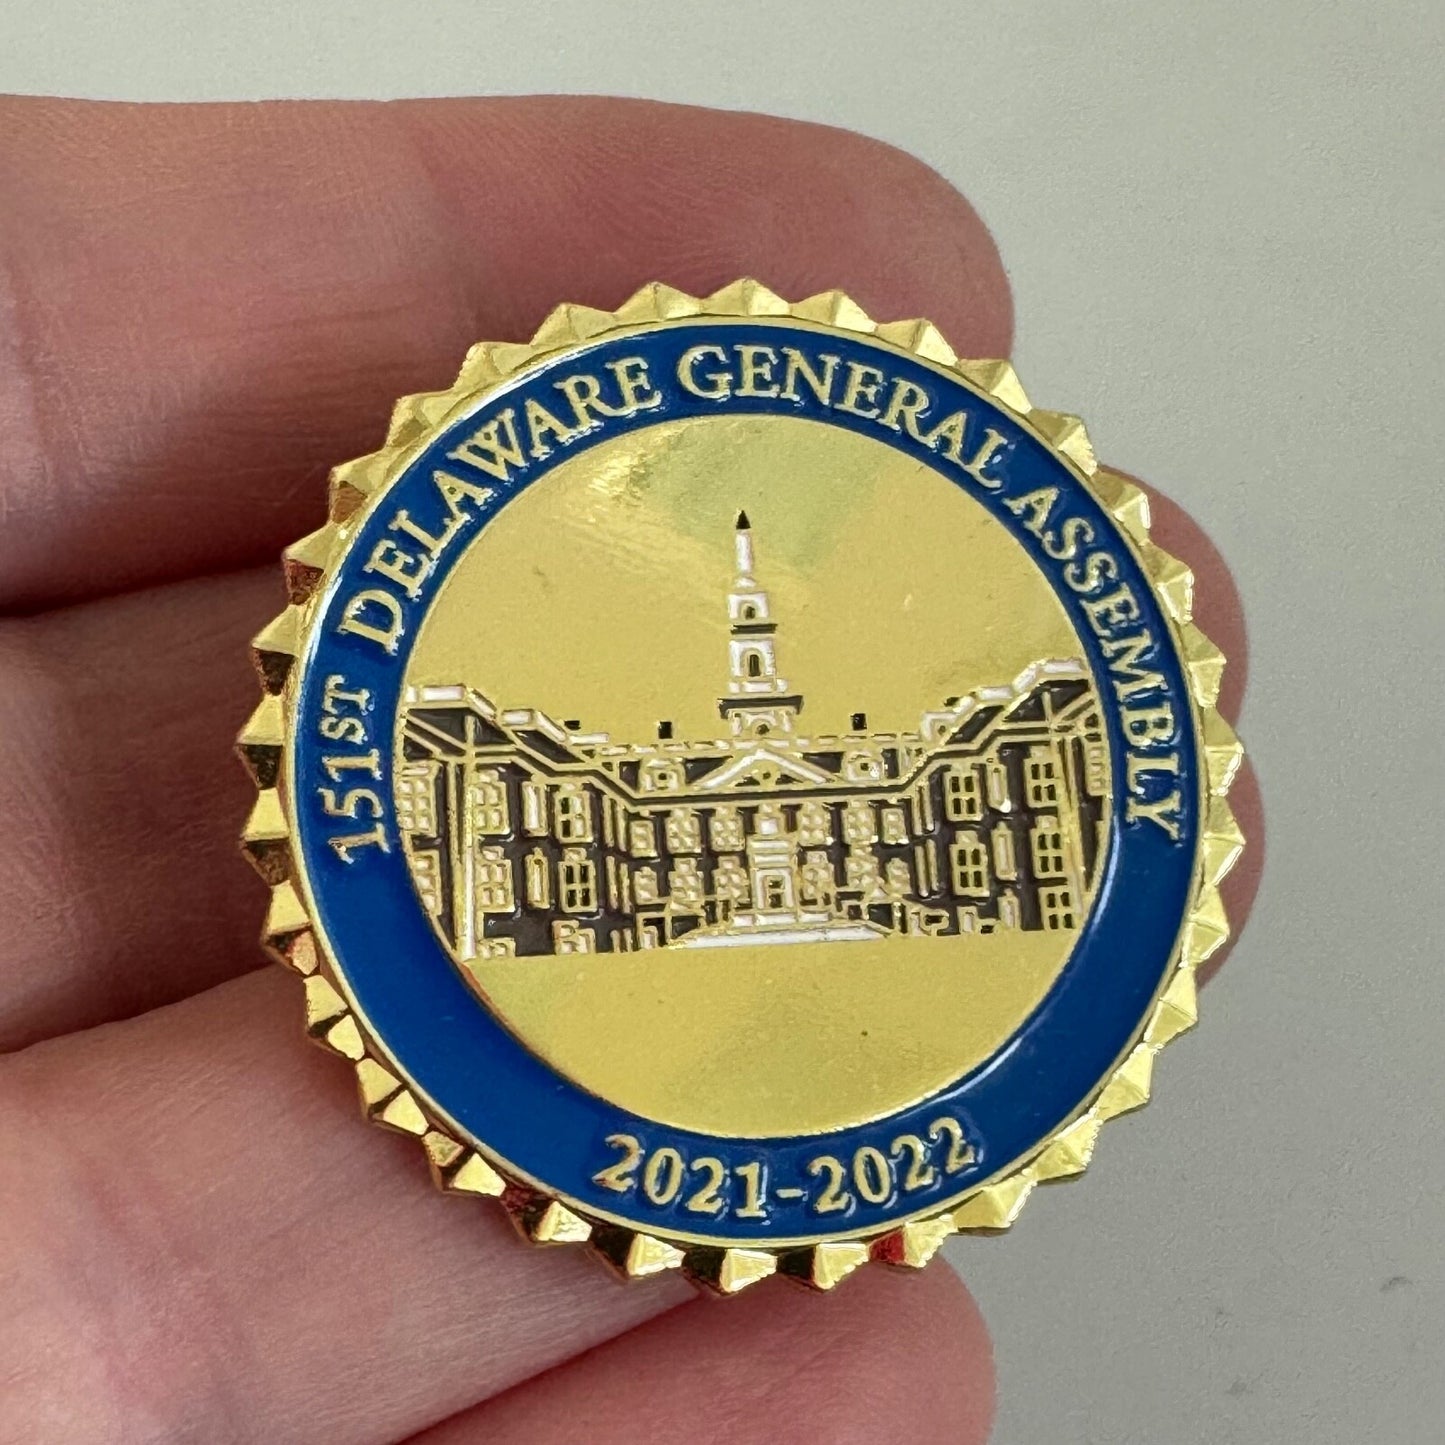 151ST DELAWARE GENERAL ASSEMBLY
2021-2022